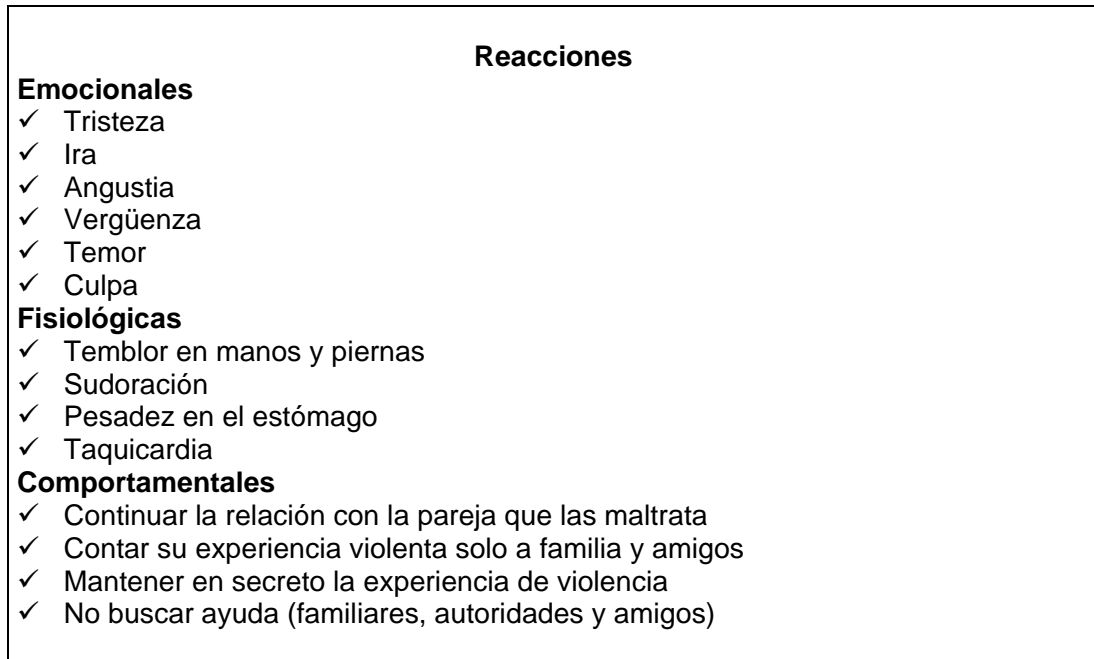 Reacciones
Emocionales
✓ Tristeza
✓ Ira
✓ Angustia
✓ Vergüenza
✓ Temor
✓ Culpa
Fisiológicas
✓ Temblor en manos y piernas
✓ Sudoración
✓ Pesadez en el estómago
✓ Taquicardia
Comportamentales
✓ Continuar la relación con la pareja que las maltrata
✓ Contar su experiencia violenta solo a familia y amigos
✓ Mantener en secreto la experiencia de violencia
✓ No buscar ayuda (familiares, autoridades y amigos)